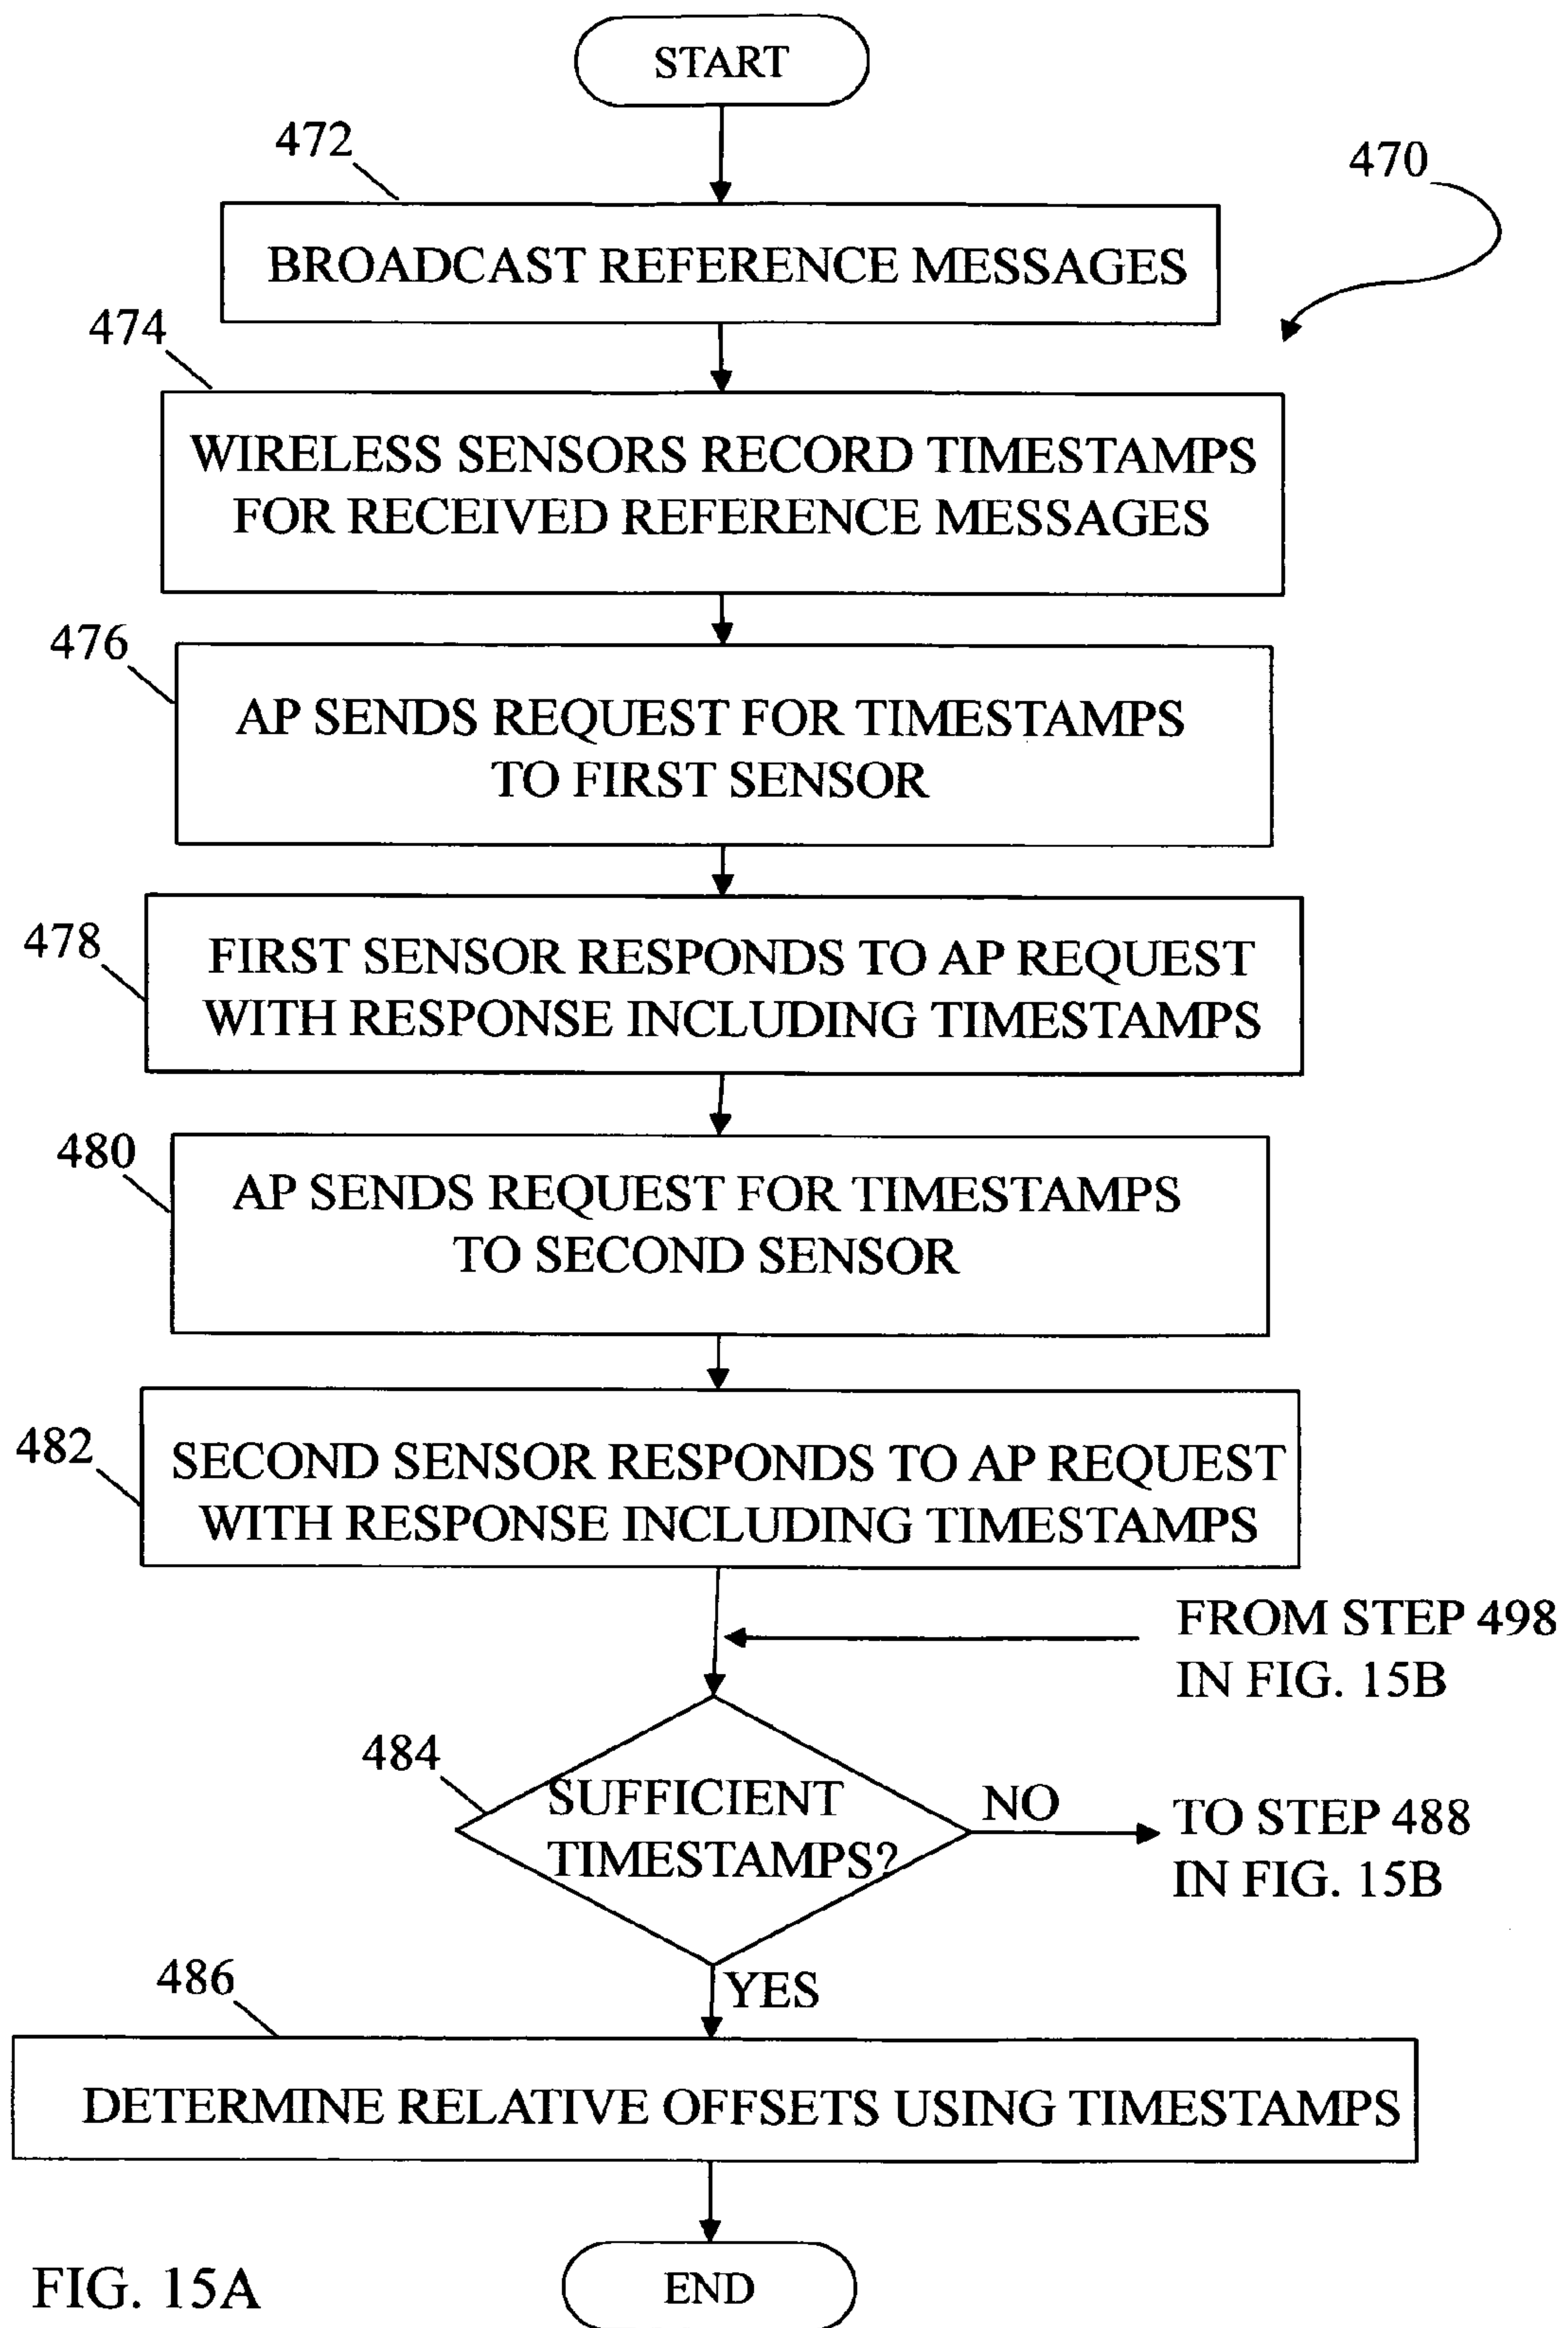 START
472
470
BROADCAST REFERENCE MESSAGES
474
WIRELESS SENSORS RECORD TIMESTAMPS
FOR RECEIVED REFERENCE MESSAGES
476
AP SENDS REQUEST FOR TIMESTAMPS
TO FIRST SENSOR
478
FIRST SENSOR RESPONDS TO AP REQUEST
WITH RESPONSE INCLUDING TIMESTAMPS
480
AP SENDS REQUEST FOR TIMESTAMPS
TO SECOND SENSOR
482
SECOND SENSOR RESPONDS TO AP REQUEST
WITH RESPONSE INCLUDING TIMESTAMPS
FROM STEP 498
IN FIG. 15B
484
SUFFICIENT
TIMESTAMPS?
NO
TO STEP 488
IN FIG. 15B
YES
486
DETERMINE RELATIVE OFFSETS USING TIMESTAMPS
END
FIG. 15A